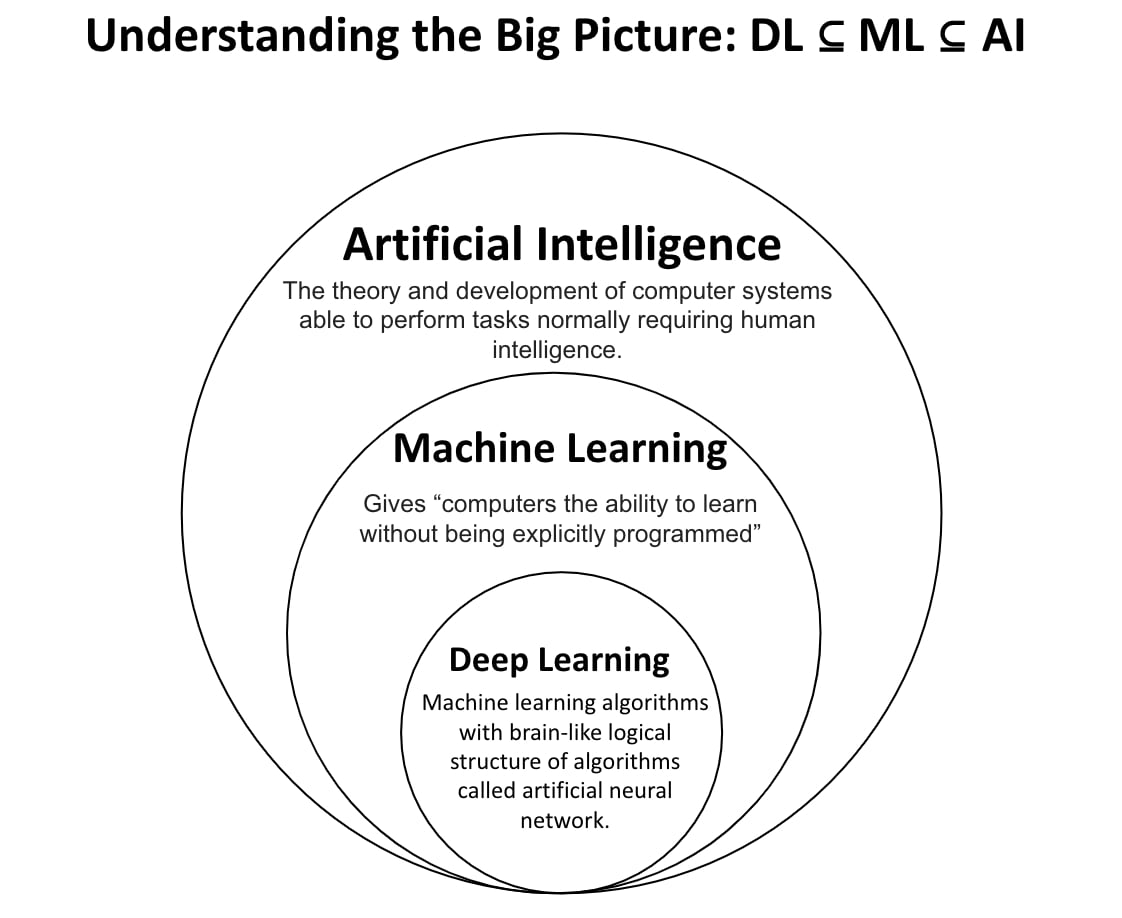 Understanding the Big Picture: DL ⊆ ML ⊆ AI
Artificial Intelligence
The theory and development of computer systems
able to perform tasks normally requiring human
intelligence.
Machine Learning
Gives “computers the ability to learn
without being explicitly programmed”
Deep Learning
Machine learning algorithms
with brain-like logical
structure of algorithms
called artificial neural
network.